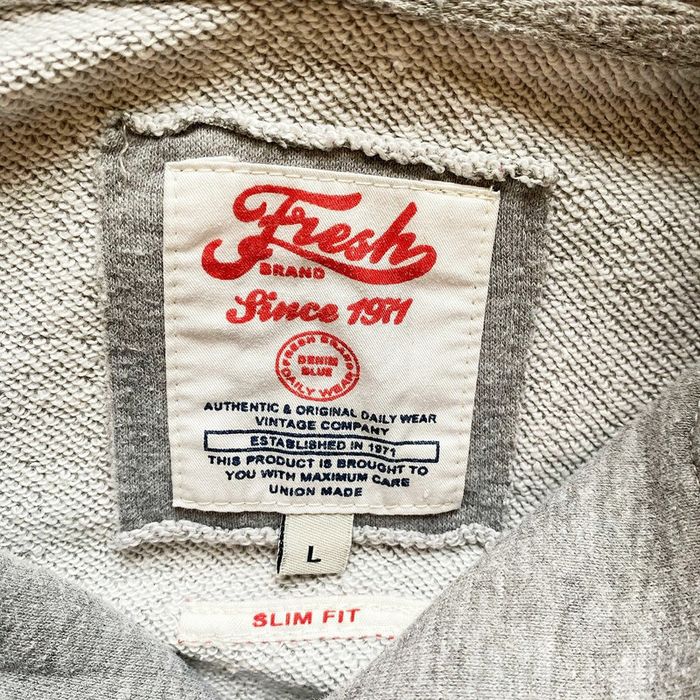 Fresh
BRAND
Since 1971
FRESH BRAND
DENIM
BLUE
DAILY WEAR
AUTHENTIC & ORIGINAL DAILY WEAR
VINTAGE COMPANY
ESTABLISHED IN 1971
THIS PRODUCT IS BROUGHT TO
YOU WITH MAXIMUM CARE
UNION MADE
L
SLIM FIT